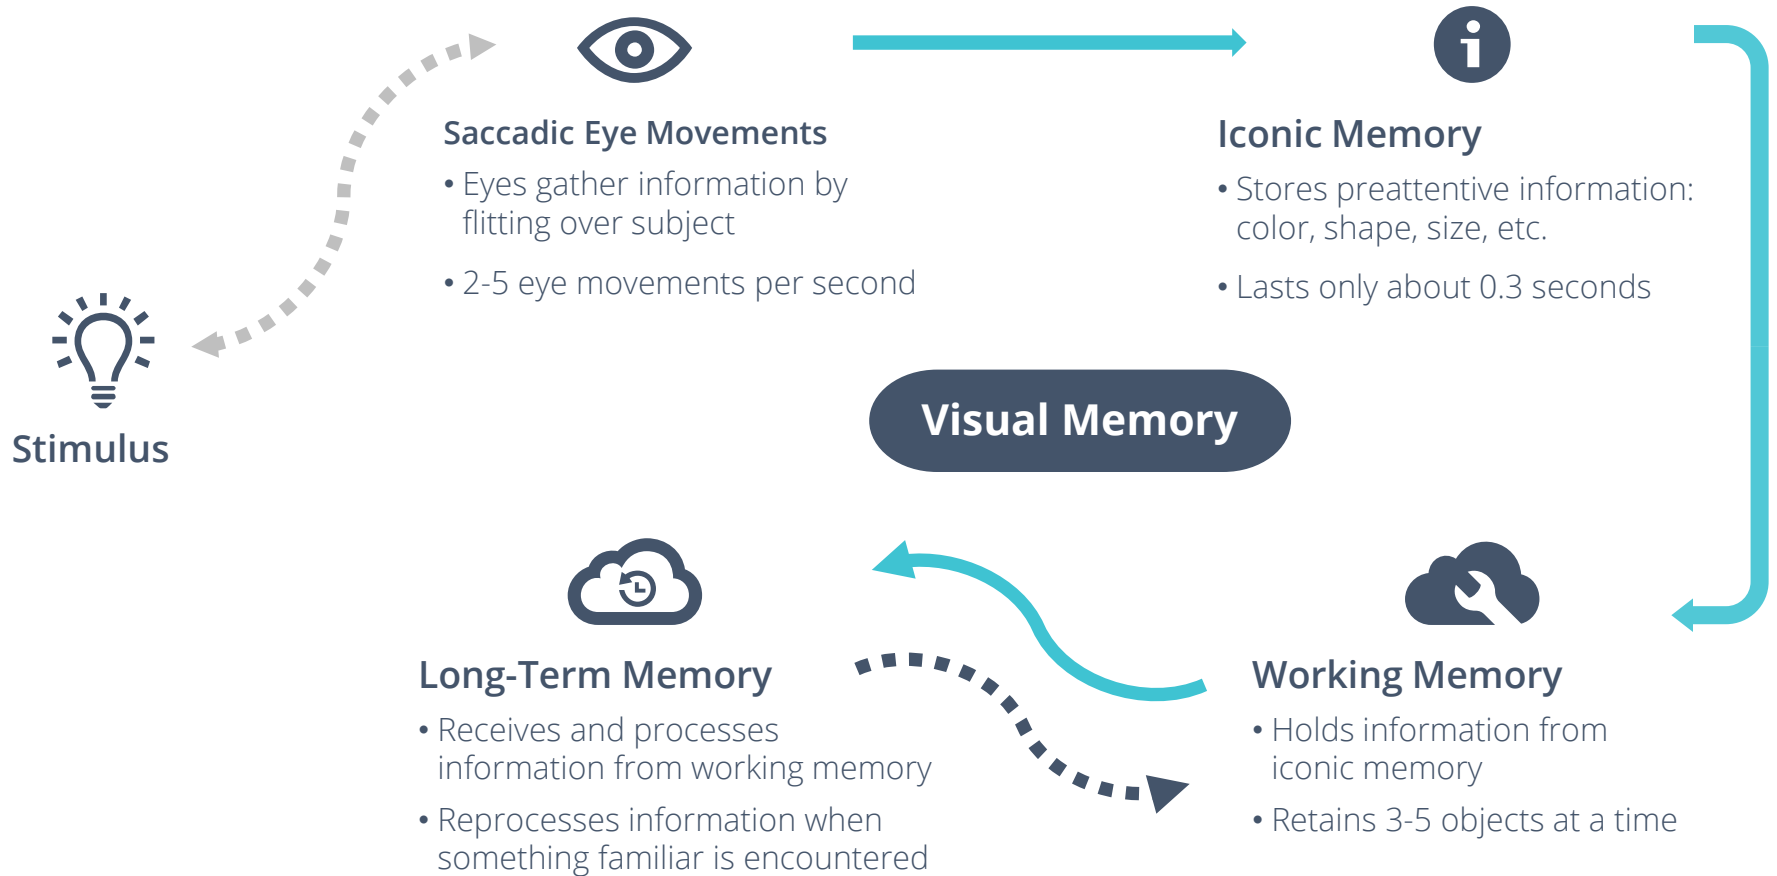 Saccadic Eye Movements
• Eyes gather information by
flitting over subject
• 2-5 eye movements per second
Iconic Memory
• Stores preattentive information:
color, shape, size, etc.
• Lasts only about 0.3 seconds
Stimulus
Visual Memory
Long-Term Memory
• Receives and processes
information from working memory
• Reprocesses information when
something familiar is encountered
Working Memory
• Holds information from
iconic memory
• Retains 3-5 objects at a time